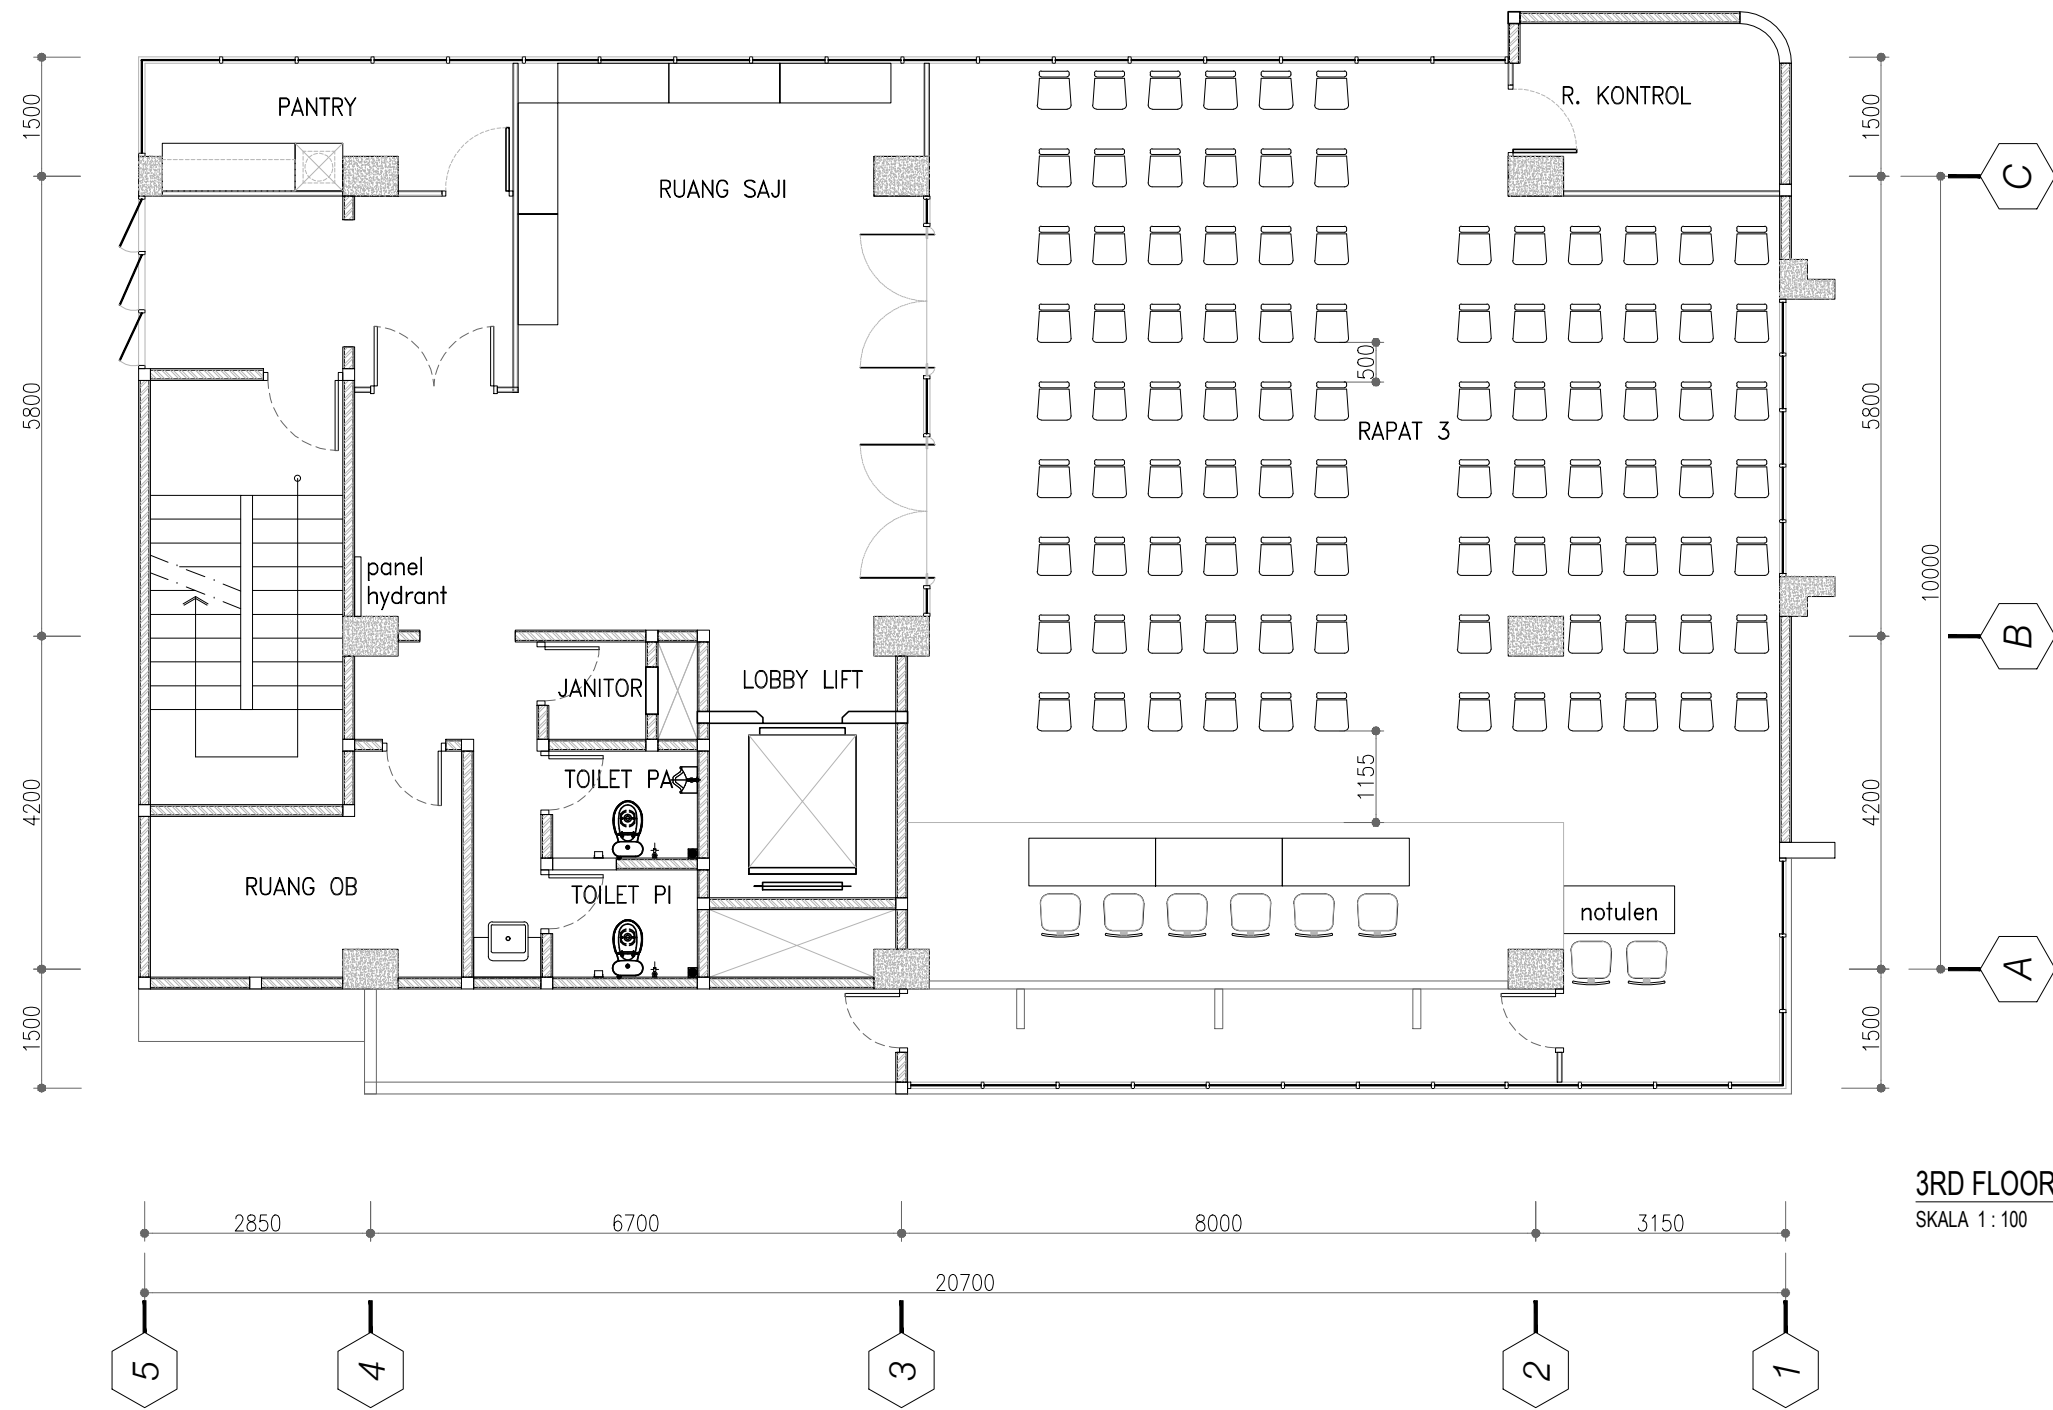 PANTRY
R. KONTROL
1500
1500
RUANG SAJI
C
5800
500
5800
RAPAT 3
panel
hydrant
10000
B
JANITOR
LOBBY LIFT
TOILET PA
1155
4200
4200
RUANG OB
TOILET PI
notulen
A
1500
1500
3RD FLOOR
SKALA 1 : 100
2850
6700
8000
3150
20700
5
4
3
2
1